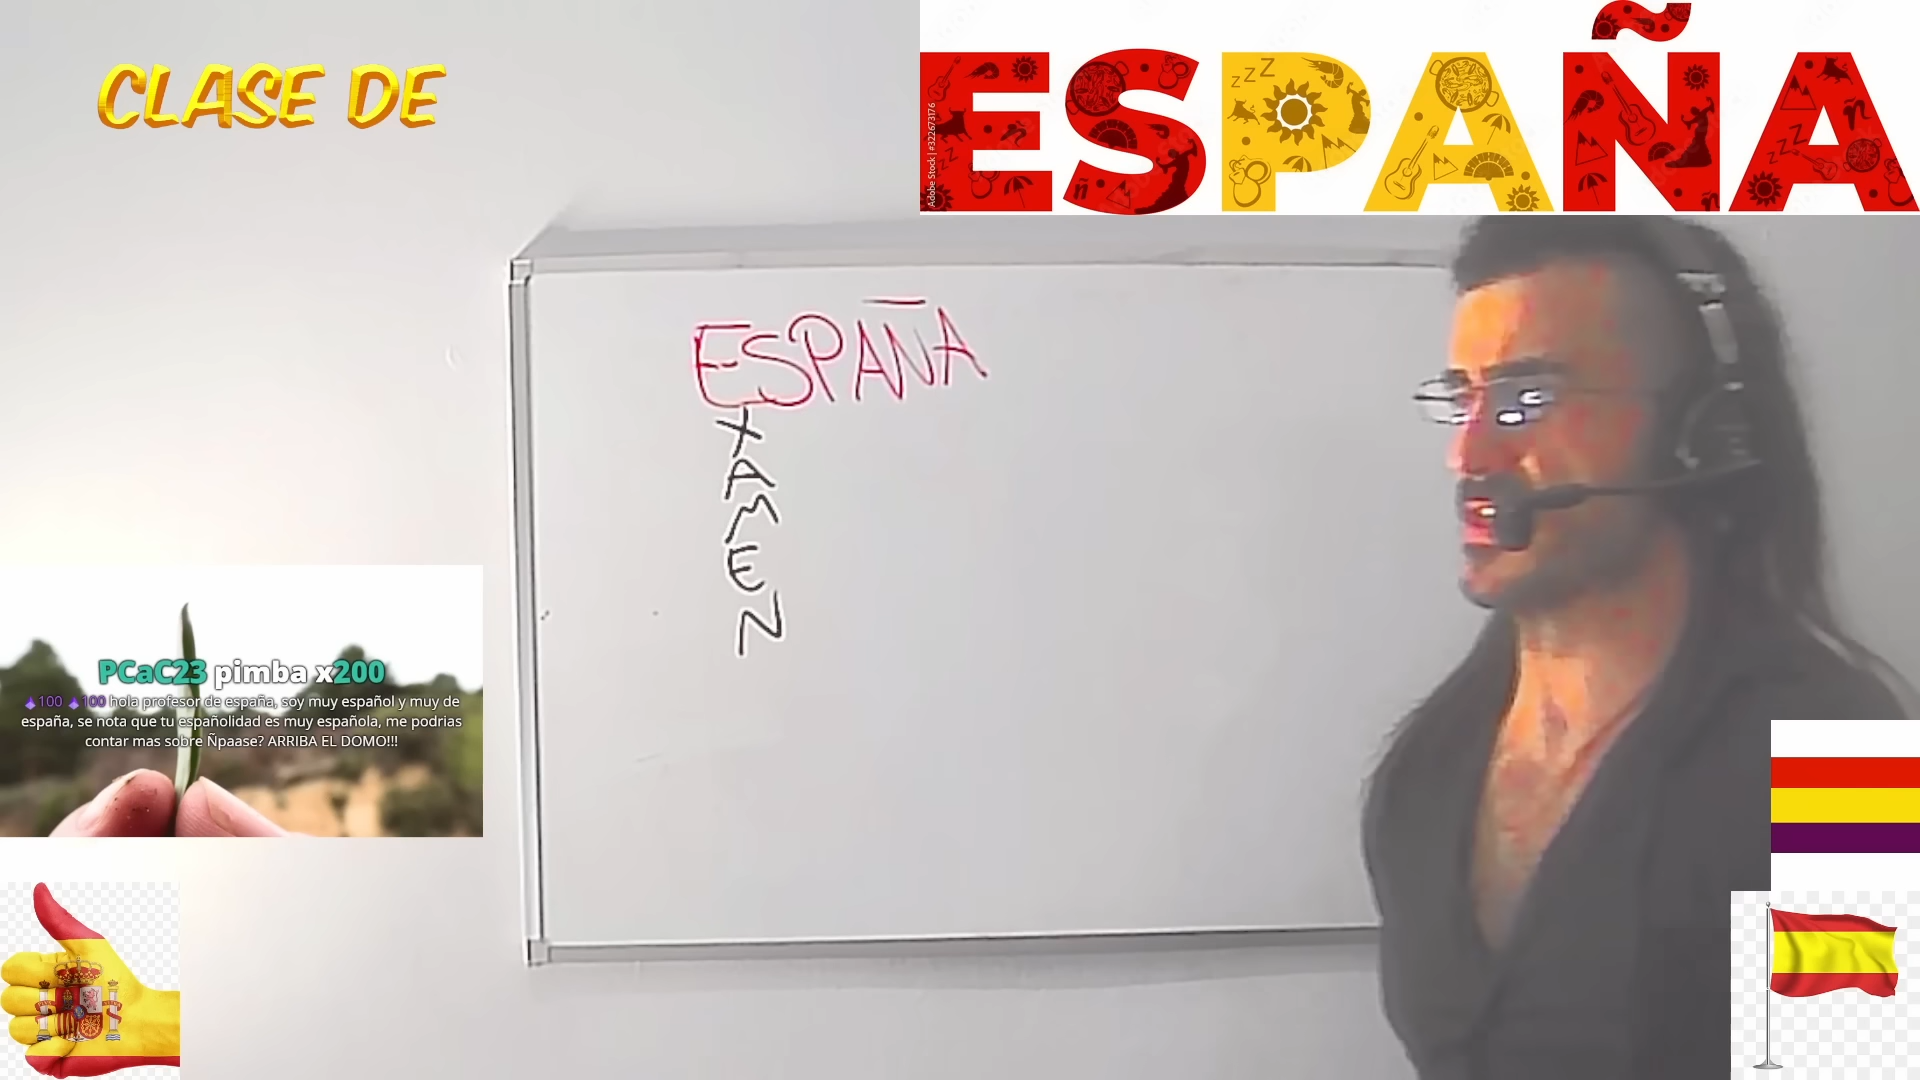 CLASE DE
ESPAÑA
Adobe Stock | #322673176
ESPAÑA
X
A
M
E
N
PCaC23 pimba x200
100 100 hola profesor de españa, soy muy español y muy de
españa, se nota que tu españolidad es muy española, me podrias
contar mas sobre Ñpaase? ARRIBA EL DOMO!!!